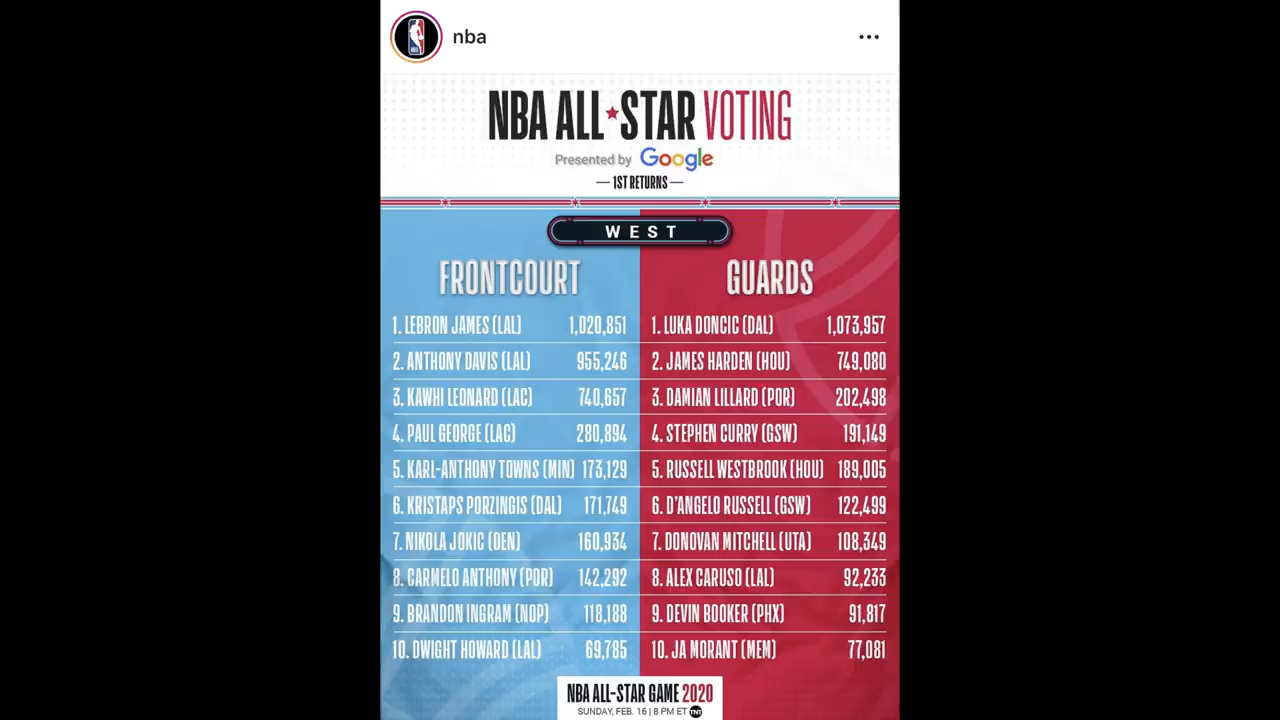 nba
NBA ALL★STAR VOTING
Presented by Google
— 1ST RETURNS —
WEST
FRONTCOURT
1. LEBRON JAMES (LAL) 1,020,851
2. ANTHONY DAVIS (LAL) 955,246
3. KAWHI LEONARD (LAC) 740,657
4. PAUL GEORGE (LAC) 280,894
5. KARL-ANTHONY TOWNS (MIN) 173,129
6. KRISTAPS PORZINGIS (DAL) 171,749
7. NIKOLA JOKIC (DEN) 160,934
8. CARMELO ANTHONY (POR) 142,292
9. BRANDON INGRAM (NOP) 118,188
10. DWIGHT HOWARD (LAL) 69,785
GUARDS
1. LUKA DONCIC (DAL) 1,073,957
2. JAMES HARDEN (HOU) 749,080
3. DAMIAN LILLARD (POR) 202,498
4. STEPHEN CURRY (GSW) 191,149
5. RUSSELL WESTBROOK (HOU) 189,005
6. D'ANGELO RUSSELL (GSW) 122,499
7. DONOVAN MITCHELL (UTA) 108,349
8. ALEX CARUSO (LAL) 92,233
9. DEVIN BOOKER (PHX) 91,817
10. JA MORANT (MEM) 77,081
NBA ALL-STAR GAME 2020
SUNDAY, FEB. 16 | 8 PM ET TNT